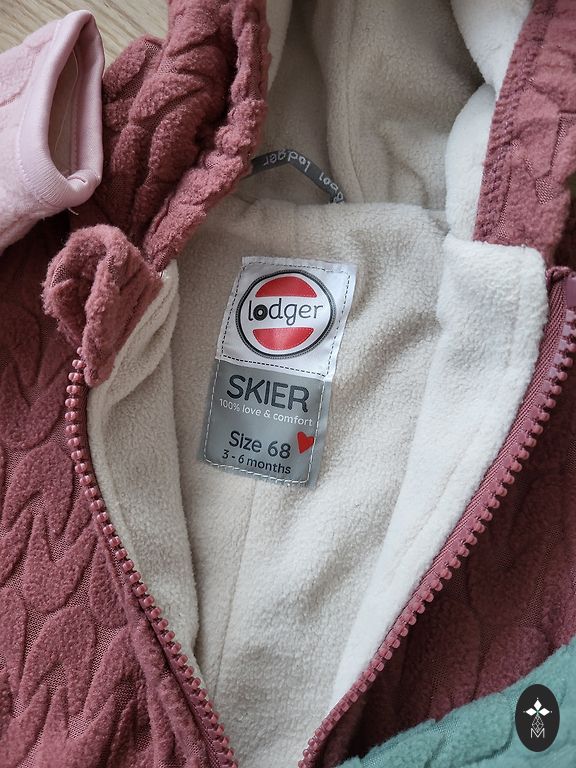 lodger lodger
lodger
SKIER
100% love & comfort
Size 68
3 - 6 months
M